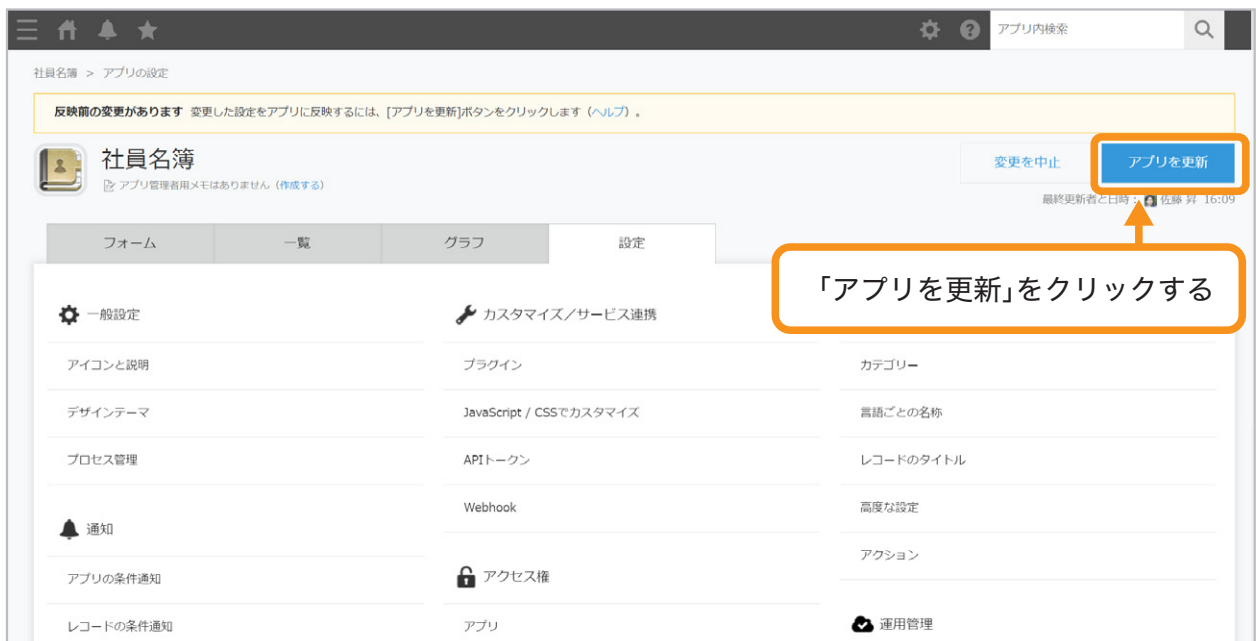 アプリ内検索
社員名簿 > アプリの設定
反映前の変更があります 変更した設定をアプリに反映するには、[アプリを更新]ボタンをクリックします（ヘルプ）。
社員名簿
アプリ管理者用メモはありません（作成する）
変更を中止
アプリを更新
最終更新者と日時： 佐藤 昇 16:09
フォーム
一覧
グラフ
設定
「アプリを更新」をクリックする
一般設定
アイコンと説明
デザインテーマ
プロセス管理
通知
アプリの条件通知
レコードの条件通知
カスタマイズ／サービス連携
プラグイン
JavaScript / CSSでカスタマイズ
APIトークン
Webhook
アクセス権
アプリ
カテゴリー
言語ごとの名称
レコードのタイトル
高度な設定
アクション
運用管理